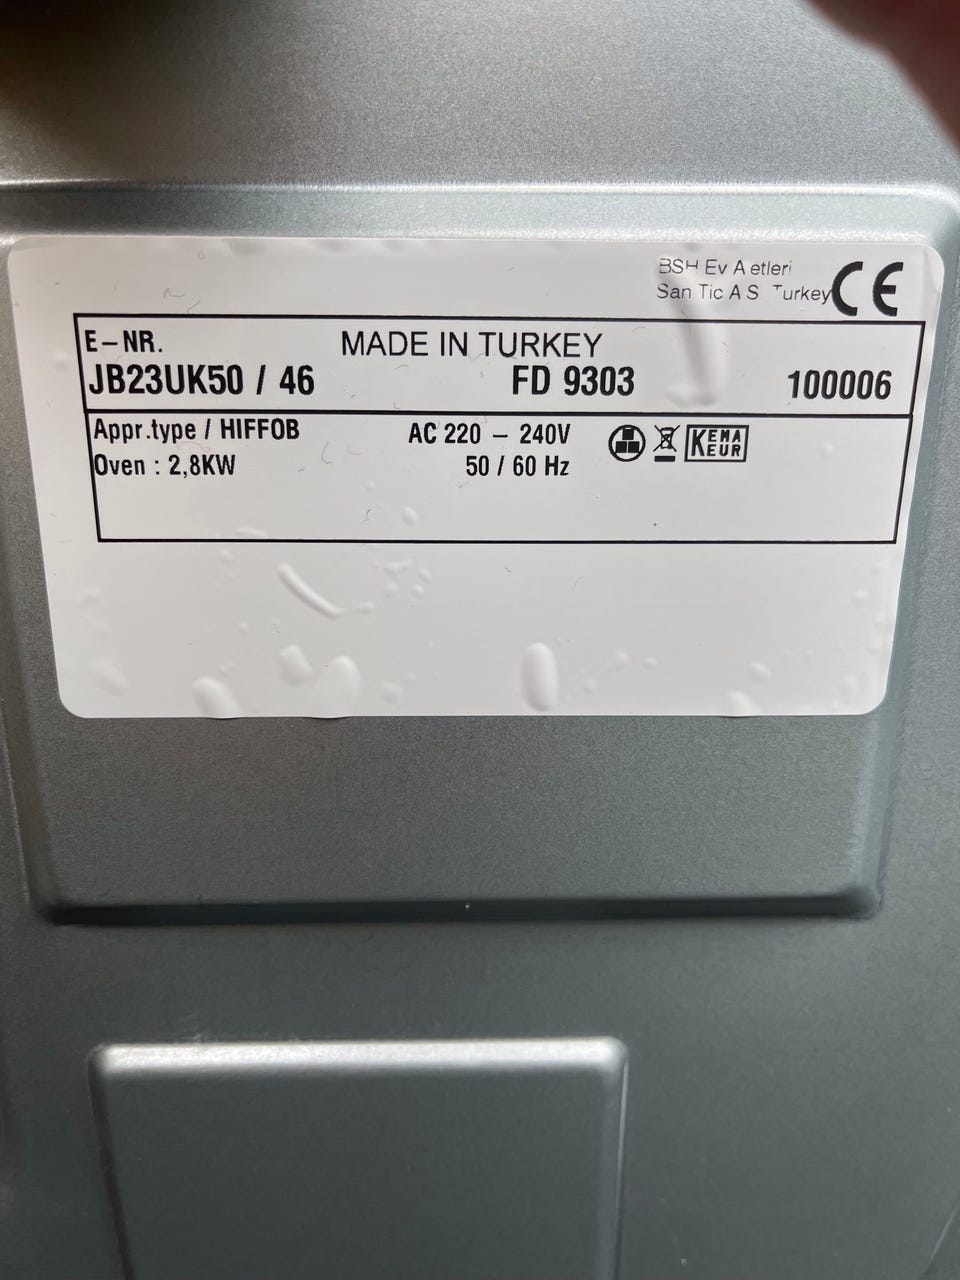 BSH Ev Aletleri
San Tic A S Turkey CE
E-NR. MADE IN TURKEY
JB23UK50 / 46 FD 9303 100006
Appr.type / HIFFOB AC 220 - 240V KEMA
Oven : 2,8KW 50 / 60 Hz KEUR